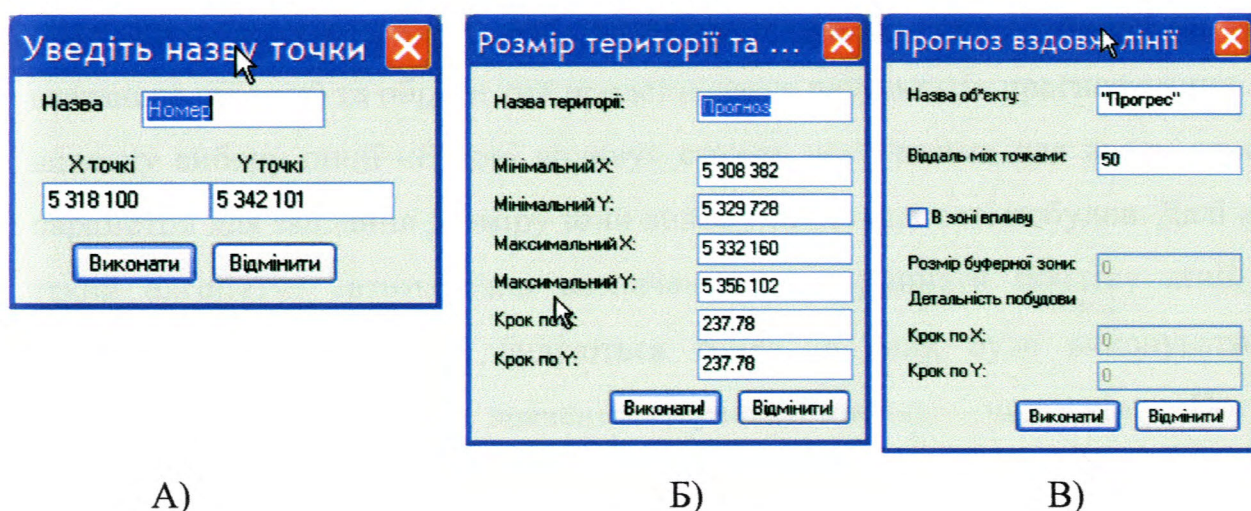 Уведіть назву точки
Назва Номер
Х точкі Y точкі
5 318 100 5 342 101
Виконати Відмінити
Розмір території та ...
Назва території: Прогноз
Мінімальний X: 5 308 382
Мінімальний Y: 5 329 728
Максимальний X: 5 332 160
Максимальний Y: 5 356 102
Крок по X: 237.78
Крок по Y: 237.78
Виконати! Відмінити!
Прогноз вздовж лінії
Назва об"єкту: "Прогрес"
Віддаль між точками: 50
В зоні впливу
Розмір буферної зони: 0
Детальність побудови
Крок по X: 0
Крок по Y: 0
Виконати! Відмінити!
А) Б) В)